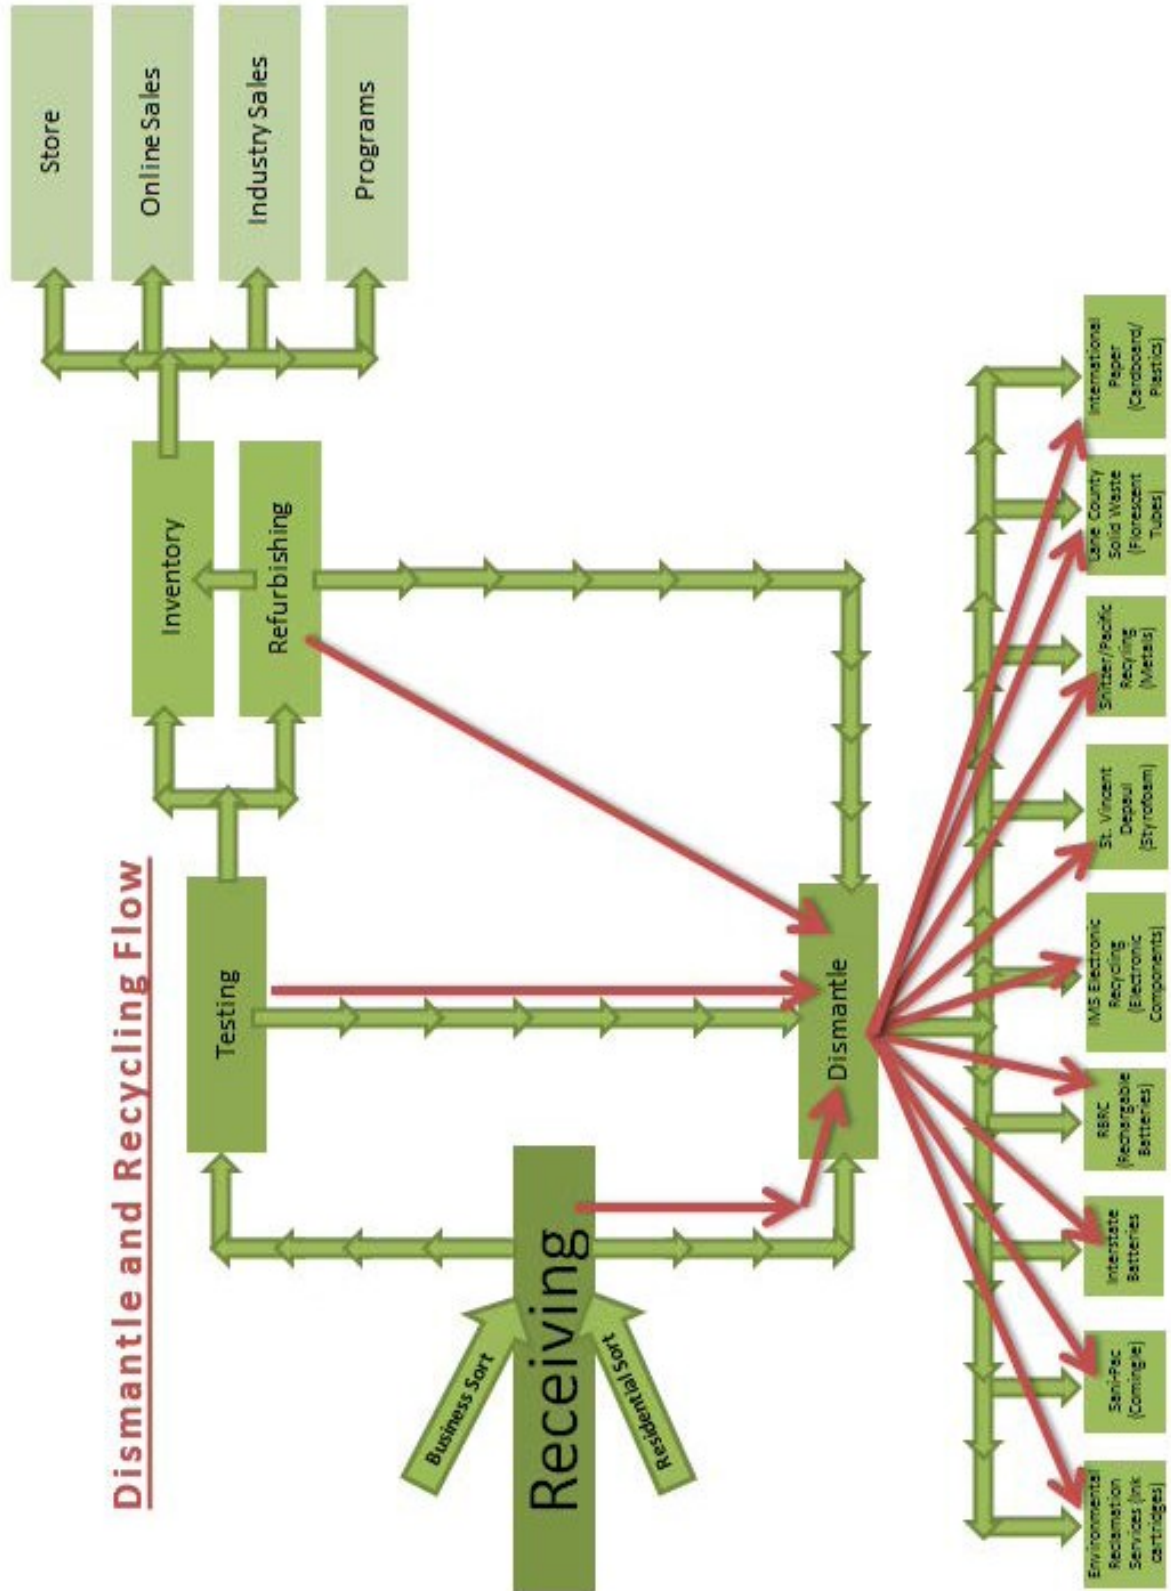 Dismantle and Recycling Flow
Business Sort
Residential Sort
Receiving
Testing
Dismantle
Inventory
Refurbishing
Store
Online Sales
Industry Sales
Programs
Environmental
Reclamation
Services (Ink
cartridges)
Sani-Pac
(Comingle)
Interstate
Batteries
RBRC
(Rechargable
Batteries)
IMS Electronic
Recycling
(Electronic
Components)
St. Vincent
Depaul
(Styrofoam)
Snitzer/Pacific
Recyling
(Metals)
Lane County
Solid Waste
(Florescent
Tubes)
International
Paper
(Cardboard/
Plastics)